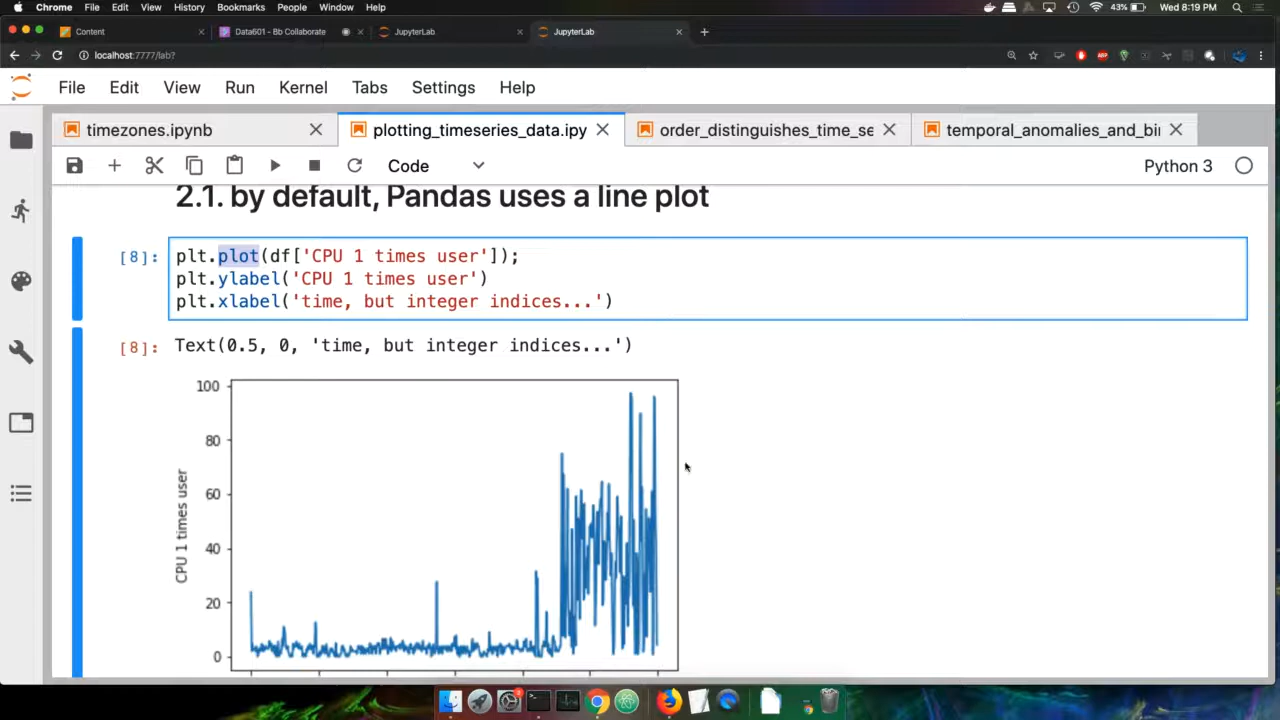 Chrome File Edit View History Bookmarks People Window Help 43% Wed 8:19 PM
Content Data601 - Bb Collaborate JupyterLab JupyterLab
localhost:7777/lab?
File Edit View Run Kernel Tabs Settings Help
timezones.ipynb plotting_timeseries_data.ipy order_distinguishes_time_se temporal_anomalies_and_bi
Code Python 3
2.1. by default, Pandas uses a line plot
[8]: plt.plot(df['CPU 1 times user']);
plt.ylabel('CPU 1 times user')
plt.xlabel('time, but integer indices...')
[8]: Text(0.5, 0, 'time, but integer indices...')
100
80
60
40
20
0
CPU 1 times user